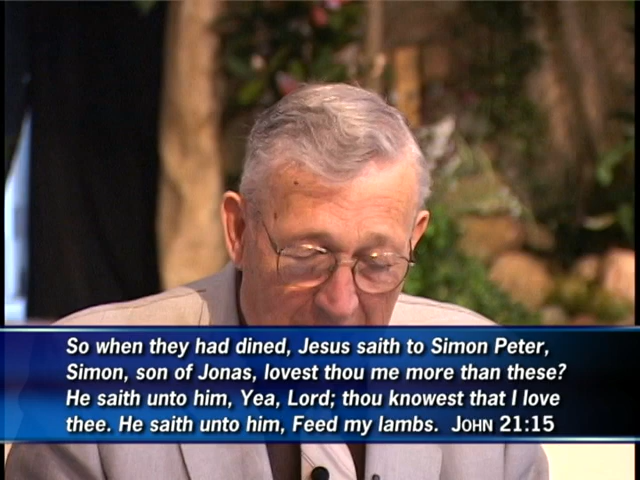 So when they had dined, Jesus saith to Simon Peter,
Simon, son of Jonas, lovest thou me more than these?
He saith unto him, Yea, Lord; thou knowest that I love
thee. He saith unto him, Feed my lambs. JOHN 21:15